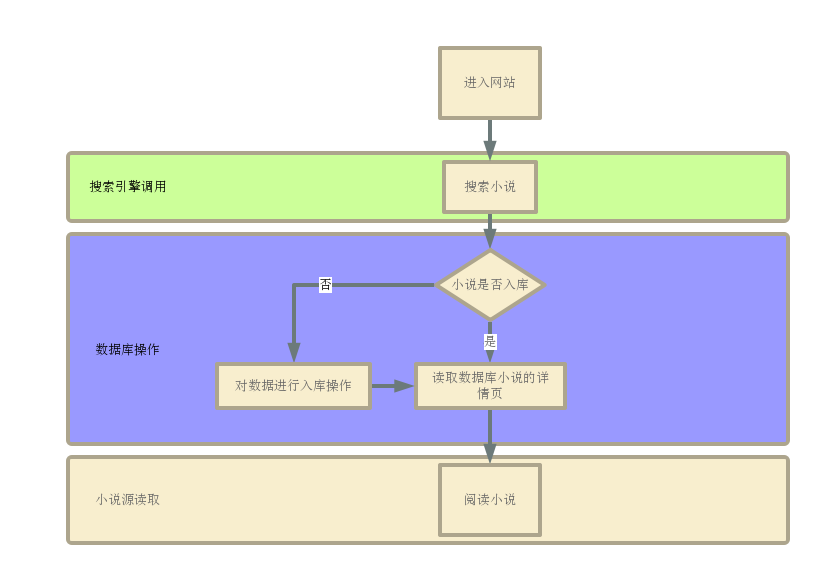 进入网站
搜索引擎调用
搜索小说
小说是否入库
否
是
数据库操作
对数据进行入库操作
读取数据库小说的详
情页
小说源读取
阅读小说